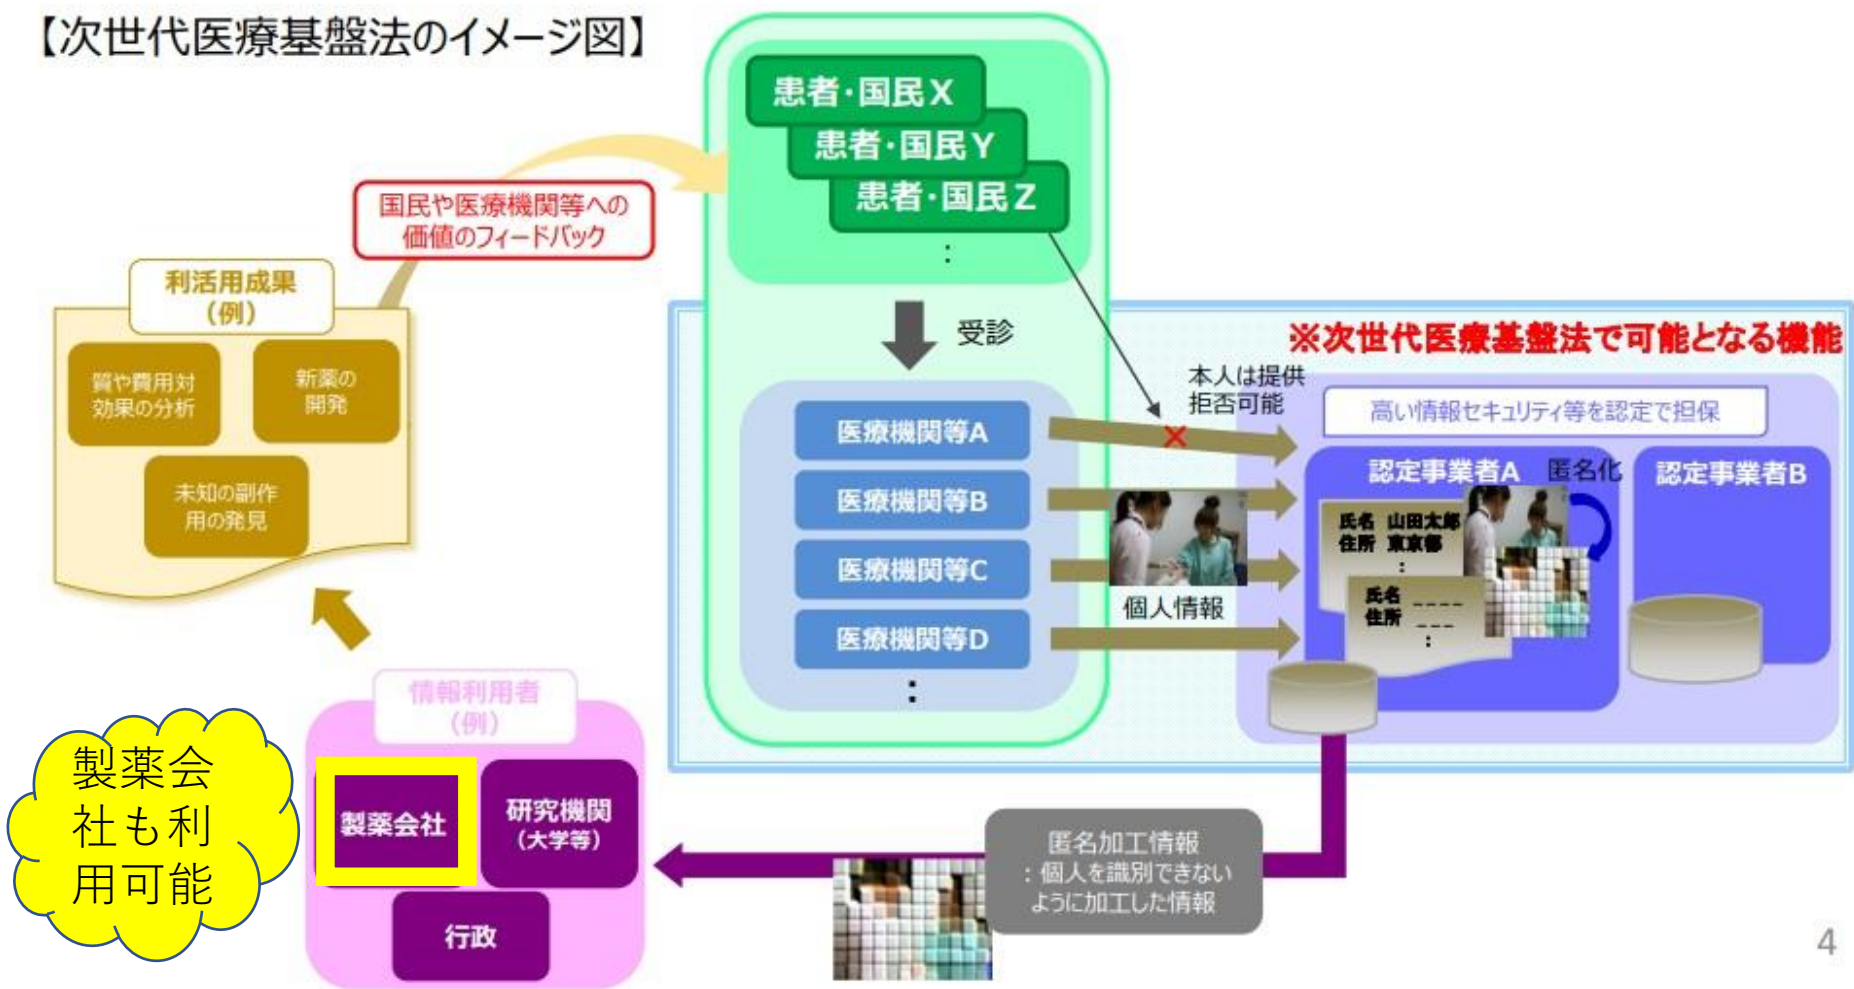 【次世代医療基盤法のイメージ図】
患者・国民X
患者・国民Y
患者・国民Z
：
国民や医療機関等への
価値のフィードバック
利活用成果
（例）
質や費用対
効果の分析
新薬の
開発
未知の副作
用の発見
受診
※次世代医療基盤法で可能となる機能
本人は提供
拒否可能
高い情報セキュリティ等を認定で担保
医療機関等A
医療機関等B
医療機関等C
医療機関等D
：
個人情報
認定事業者A
匿名化
認定事業者B
氏名 山田太郎
住所 東京都
：
氏名 ＿＿＿＿
住所 ＿＿＿
：
情報利用者
（例）
製薬会社
研究機関
（大学等）
行政
製薬会
社も利
用可能
匿名加工情報
：個人を識別できない
ように加工した情報
4